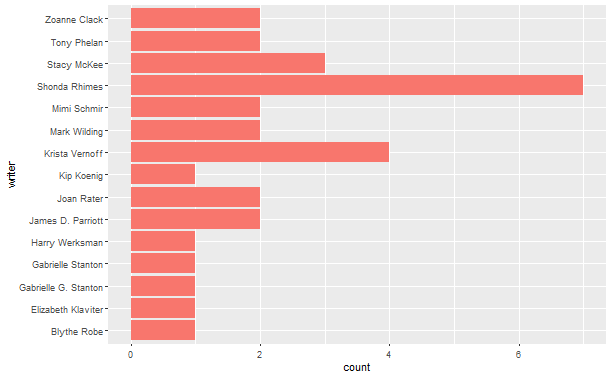 Zoanne Clack
Tony Phelan
Stacy McKee
Shonda Rhimes
Mimi Schmir
Mark Wilding
Krista Vernoff
Kip Koenig
Joan Rater
James D. Parriott
Harry Werksman
Gabrielle Stanton
Gabrielle G. Stanton
Elizabeth Klaviter
Blythe Robe
writer
0 2 4 6
count